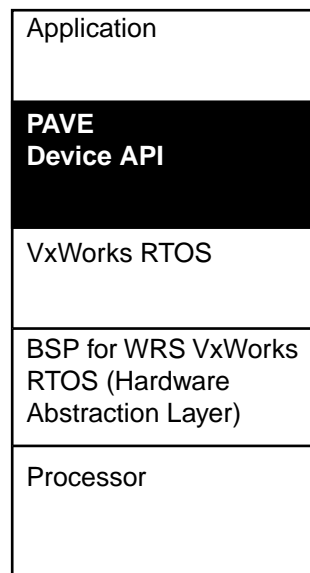 Application
PAVE
Device API
VxWorks RTOS
BSP for WRS VxWorks
RTOS (Hardware
Abstraction Layer)
Processor